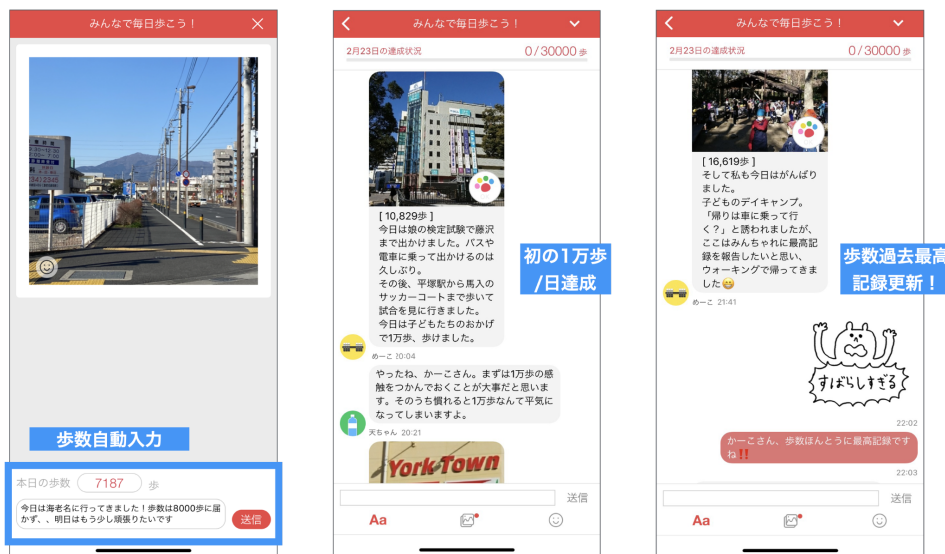 みんなで毎日歩こう！
歩数自動入力
本日の歩数 7187 歩
今日は海老名に行ってきました！歩数は8000歩に届
かず、、明日はもう少し頑張りたいです
送信
みんなで毎日歩こう！
2月23日の達成状況 0/30000歩
[ 10,829歩 ]
今日は娘の検定試験で藤沢
まで出かけました。バスや
電車に乗って出かけるのは
久しぶり。
その後、平塚駅から馬入の
サッカーコートまで歩いて
試合を見に行きました。
今日は子どもたちのおかげ
で1万歩、歩けました。
めーこ 20:04
初の1万歩
/日達成
やったね、かーこさん。まずは1万歩の感
触をつかんでおくことが大事だと思いま
す。そのうち慣れると1万歩なんて平気に
なってしまいますよ。
天ちゃん 20:21
York Town
送信
Aa
みんなで毎日歩こう！
2月23日の達成状況 0/30000歩
[ 16,619歩 ]
そして私も今日はがんばり
ました。
子どものデイキャンプ。
「帰りは車に乗って行
く？」と誘われましたが、
ここはみんちゃれに最高記
録を報告したいと思い、
ウォーキングで帰ってきま
した😁
めーこ 21:41
歩数過去最高
記録更新！
すばらしすぎる
22:02
かーこさん、歩数ほんとうに最高記録です
ね‼️
22:03
送信
Aa